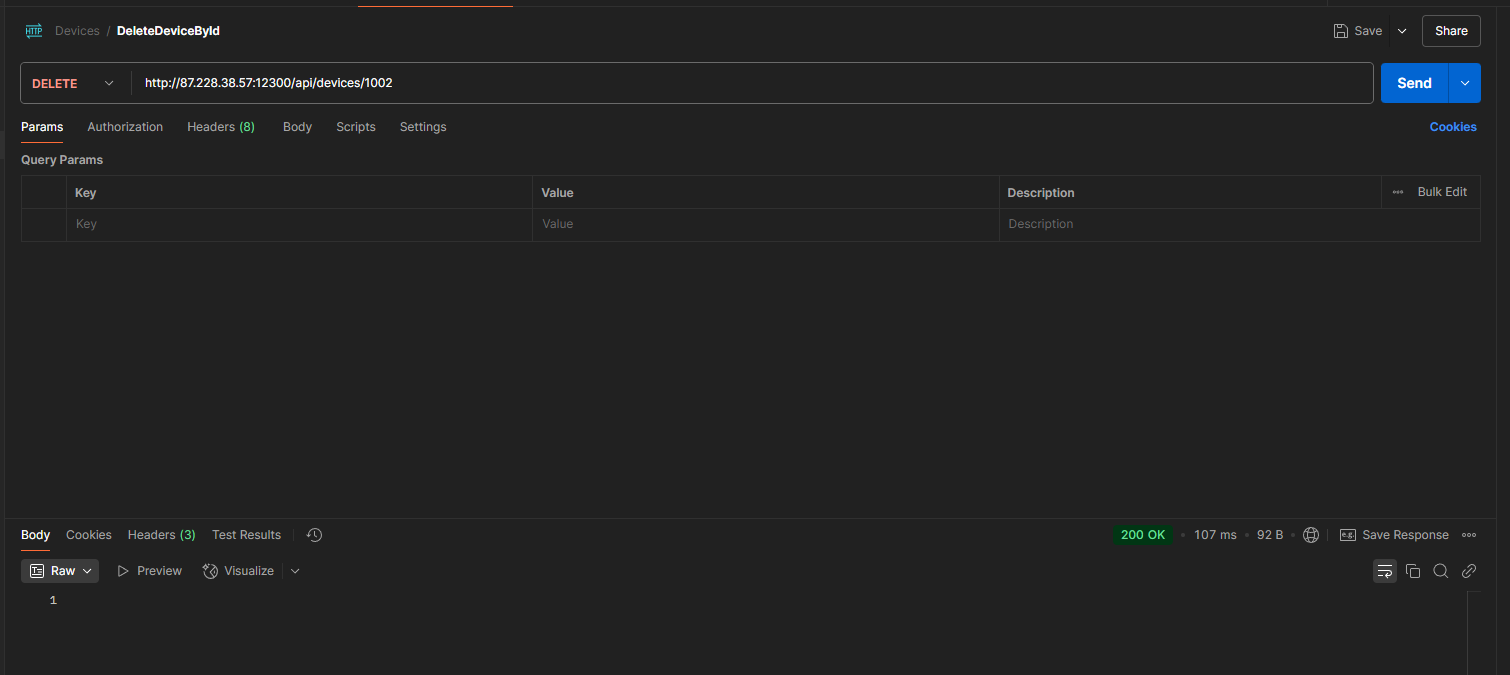 HTTP Devices / DeleteDeviceById Save Share
DELETE http://87.228.38.57:12300/api/devices/1002 Send
Params Authorization Headers (8) Body Scripts Settings Cookies
Query Params
Key Value Description Bulk Edit
Key Value Description
Body Cookies Headers (3) Test Results 200 OK • 107 ms • 92 B • e.g. Save Response
Raw Preview Visualize
1